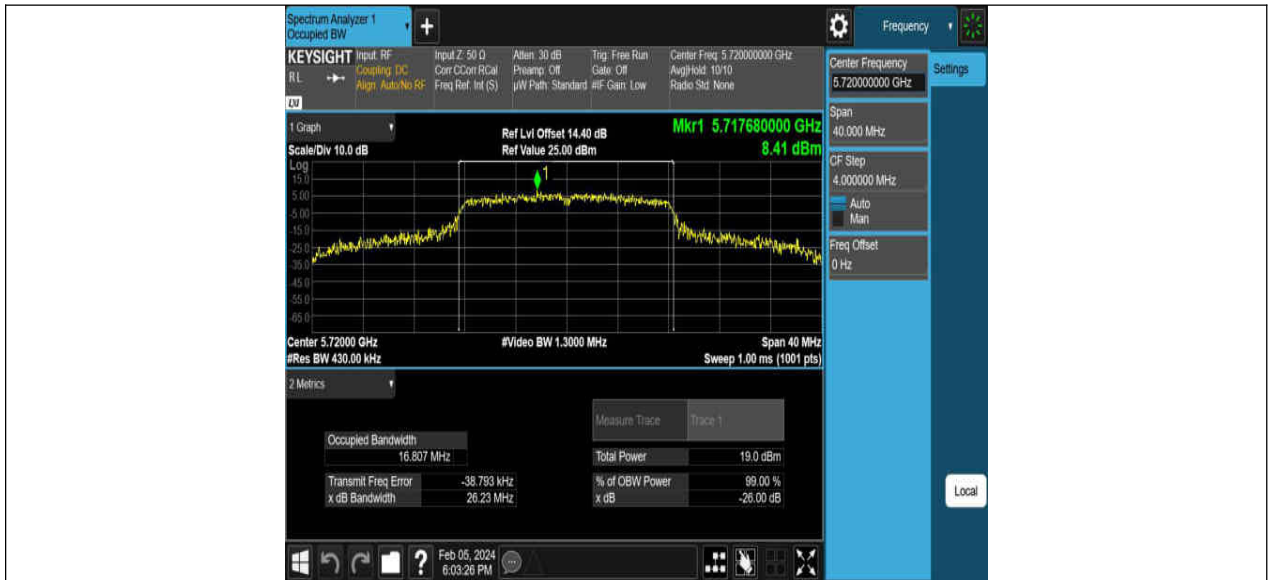 Spectrum Analyzer 1
Occupied BW
+
Frequency
KEYSIGHT
RL
Input: RF
Coupling: DC
Align: Auto/No RF
Input Z: 50 Ω
Corr CCorr RCal
Freq Ref: Int (S)
Atten: 30 dB
Preamp: Off
µW Path: Standard
Trig: Free Run
Gate: Off
#IF Gain: Low
Center Freq: 5.720000000 GHz
Avg|Hold: 10/10
Radio Std: None
Center Frequency
5.720000000 GHz
Settings
Span
40.000 MHz
CF Step
4.000000 MHz
Auto
Man
Freq Offset
0 Hz
Local
1 Graph
Scale/Div 10.0 dB
Ref Lvl Offset 14.40 dB
Ref Value 25.00 dBm
Mkr1 5.717680000 GHz
8.41 dBm
Log
15.0
5.00
-5.00
-15.0
-25.0
-35.0
-45.0
-55.0
-65.0
1
Center 5.72000 GHz
#Video BW 1.3000 MHz
Span 40 MHz
#Res BW 430.00 kHz
Sweep 1.00 ms (1001 pts)
2 Metrics
Measure Trace
Trace 1
Occupied Bandwidth
16.807 MHz
Total Power
19.0 dBm
Transmit Freq Error
-38.793 kHz
% of OBW Power
99.00 %
x dB Bandwidth
26.23 MHz
x dB
-26.00 dB
?
Feb 05, 2024
6:03:26 PM